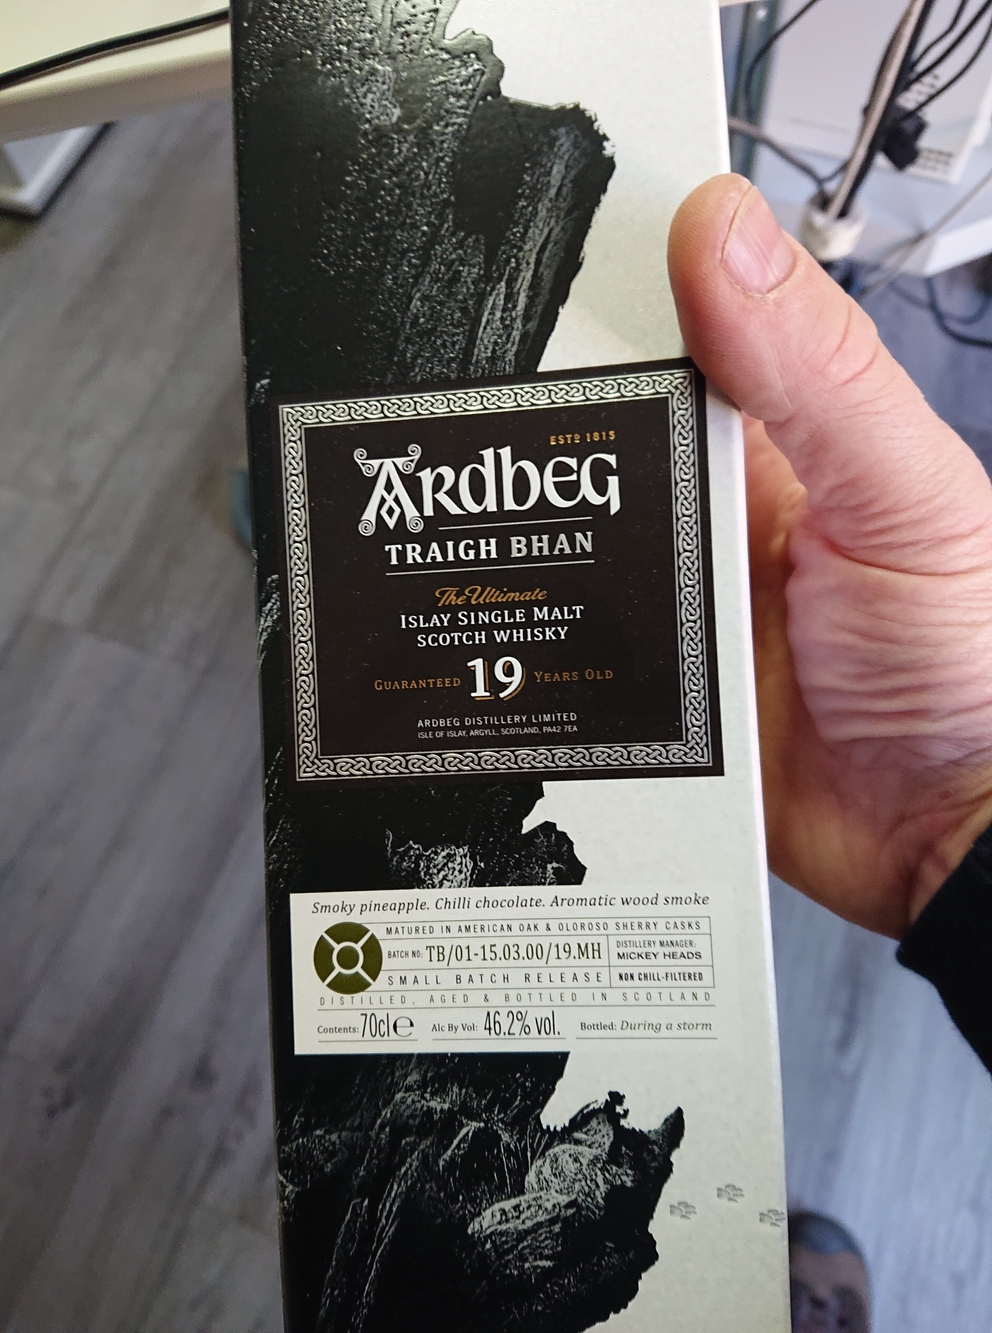 ESTD 1815
ARDBEG
TRAIGH BHAN
The Ultimate
ISLAY SINGLE MALT
SCOTCH WHISKY
GUARANTEED 19 YEARS OLD
ARDBEG DISTILLERY LIMITED
ISLE OF ISLAY, ARGYLL, SCOTLAND, PA42 7EA
Smoky pineapple. Chilli chocolate. Aromatic wood smoke
MATURED IN AMERICAN OAK & OLOROSO SHERRY CASKS
BATCH NO: TB/01-15.03.00/19.MH
DISTILLERY MANAGER:
MICKEY HEADS
SMALL BATCH RELEASE
NON CHILL-FILTERED
DISTILLED, AGED & BOTTLED IN SCOTLAND
Contents: 70cl e Alc By Vol: 46.2% vol. Bottled: During a storm